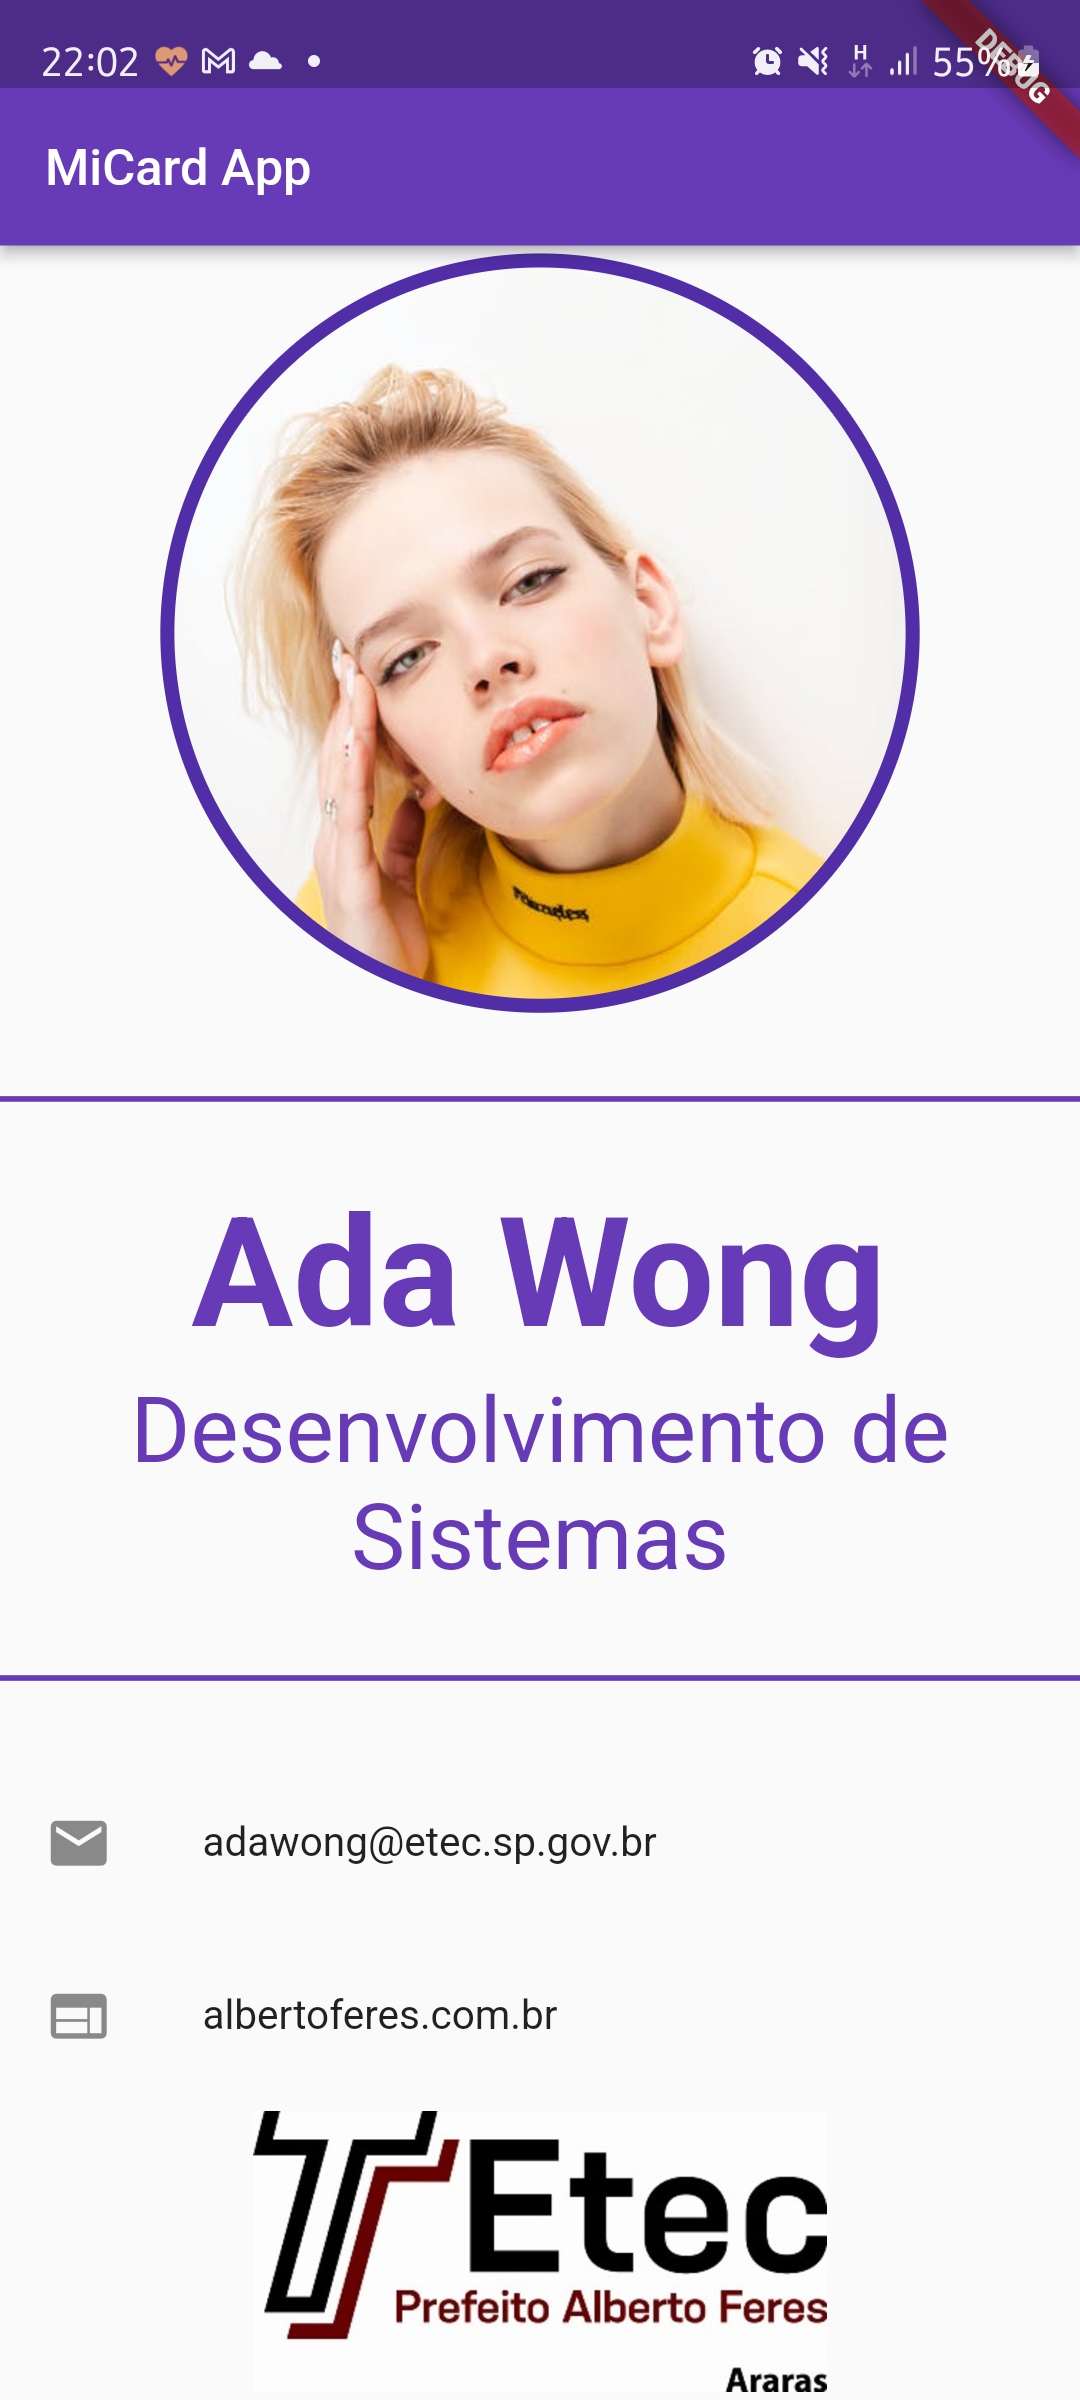 22:02
H
55%
DEBUG
MiCard App
Ada Wong
Desenvolvimento de
Sistemas
adawong@etec.sp.gov.br
albertoferes.com.br
Etec
Prefeito Alberto Feres
Araras